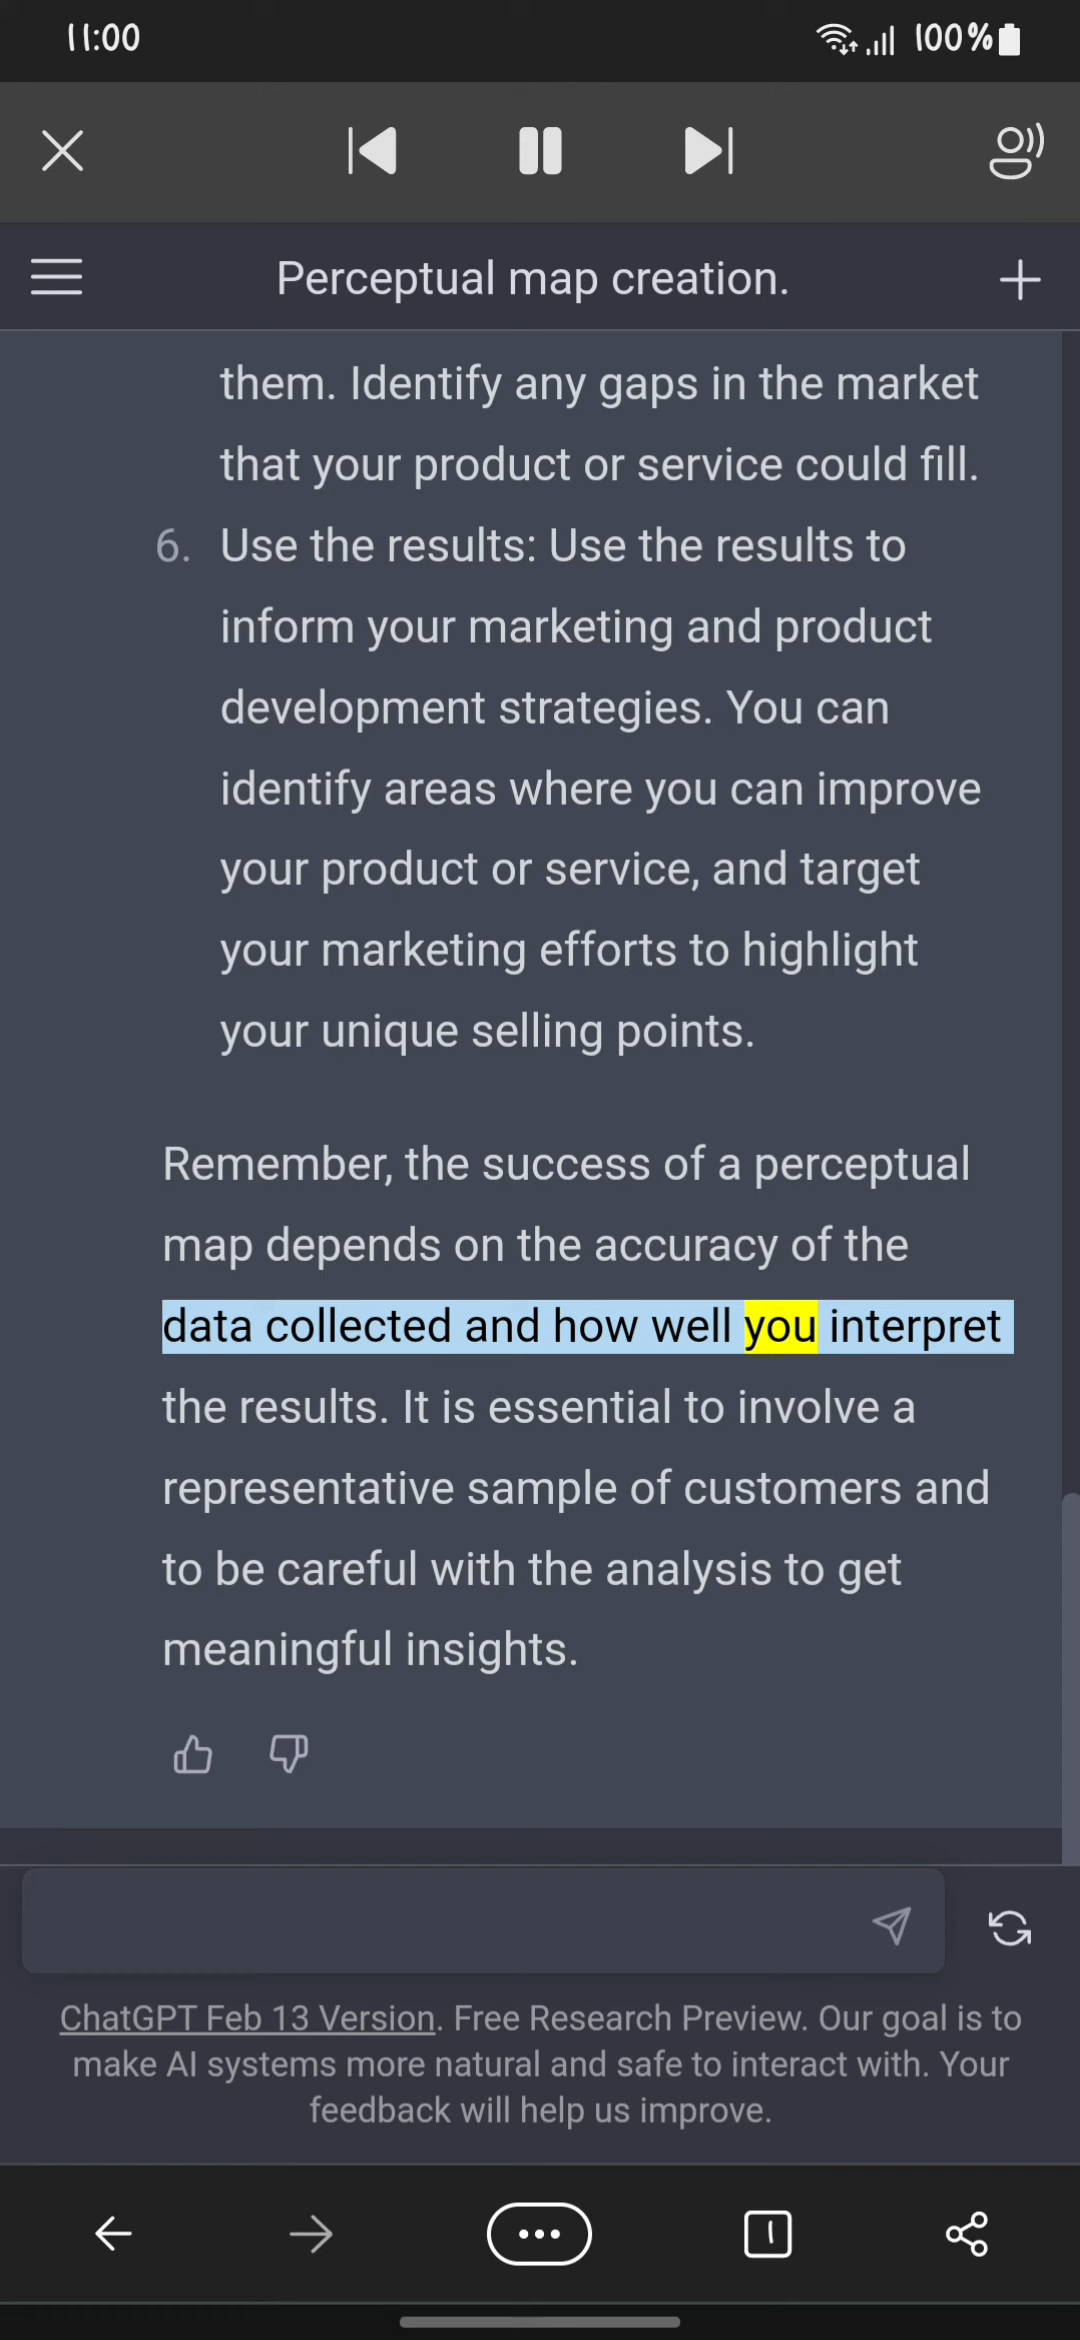 11:00
100%
Perceptual map creation.
them. Identify any gaps in the market
that your product or service could fill.
6. Use the results: Use the results to
inform your marketing and product
development strategies. You can
identify areas where you can improve
your product or service, and target
your marketing efforts to highlight
your unique selling points.
Remember, the success of a perceptual
map depends on the accuracy of the
data collected and how well you interpret
the results. It is essential to involve a
representative sample of customers and
to be careful with the analysis to get
meaningful insights.
ChatGPT Feb 13 Version. Free Research Preview. Our goal is to
make AI systems more natural and safe to interact with. Your
feedback will help us improve.
1